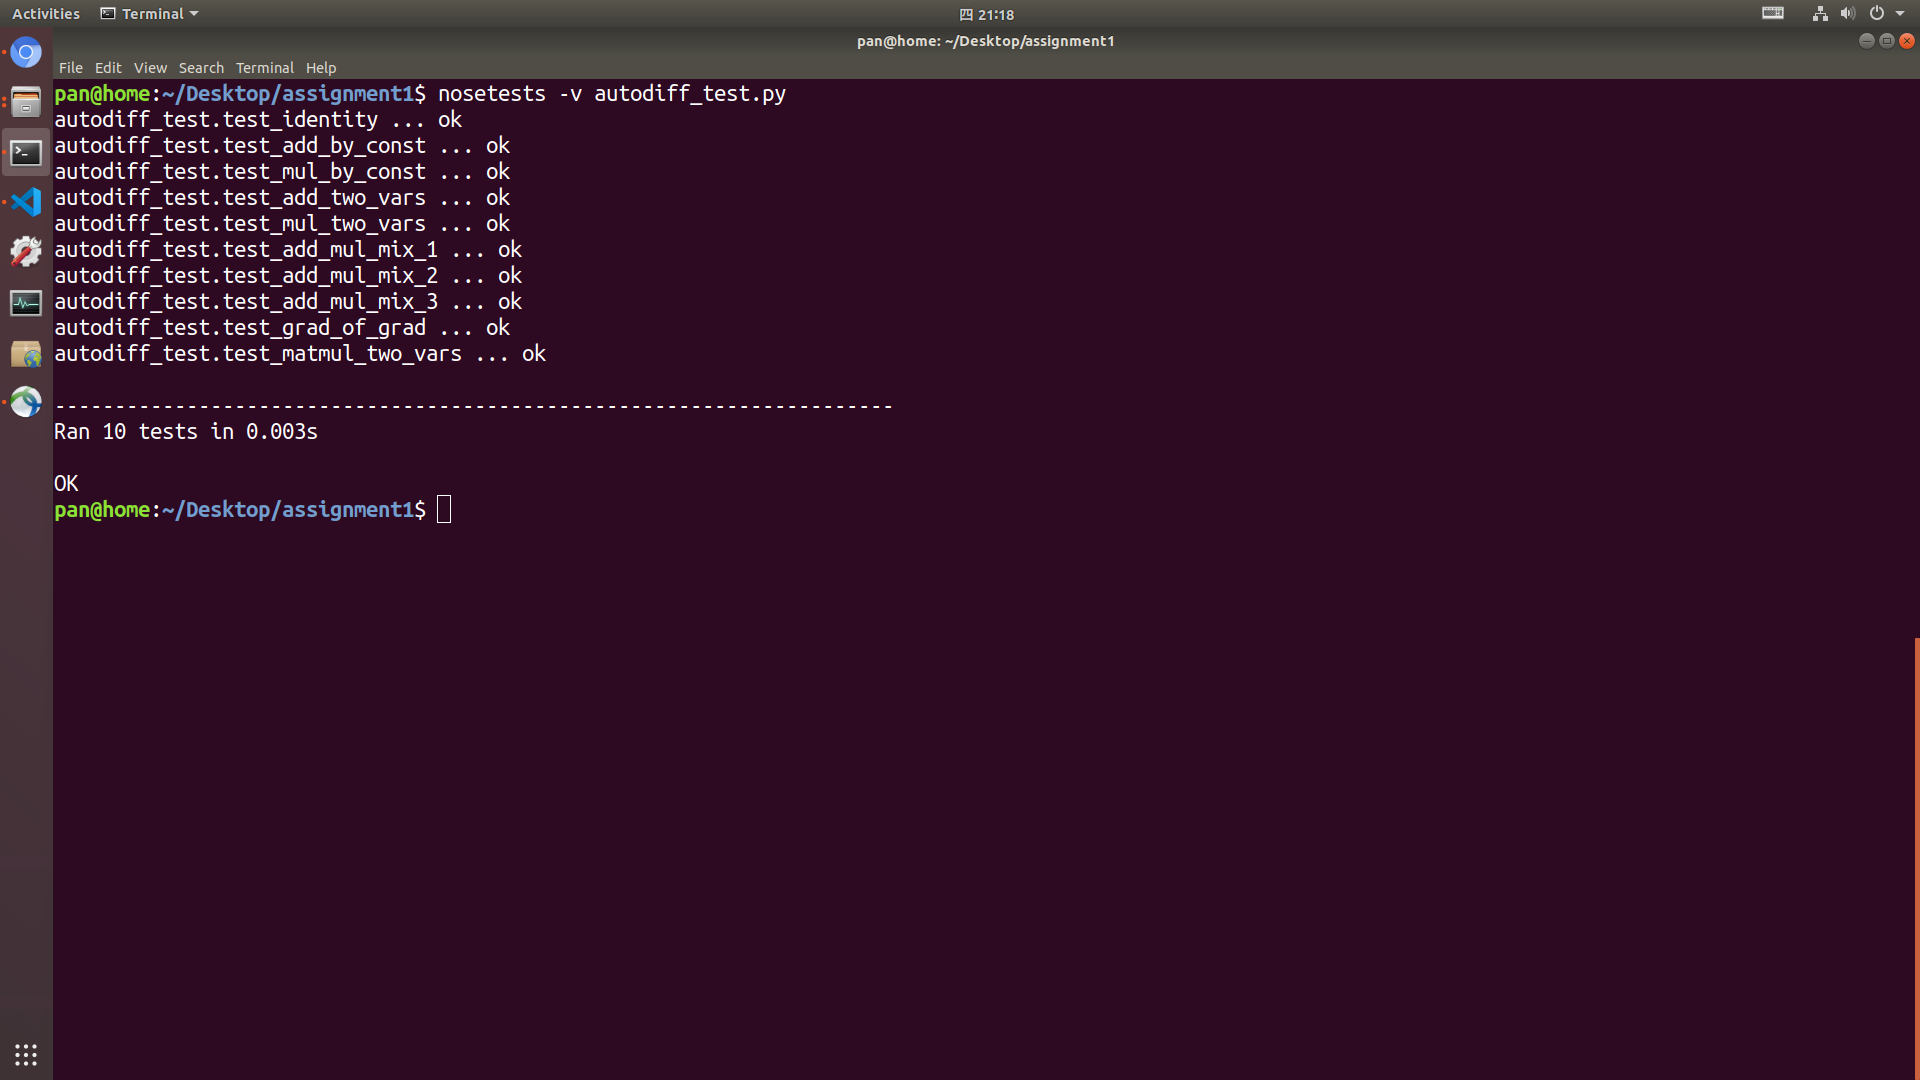 Activities
Terminal
四 21:18
pan@home: ~/Desktop/assignment1
File Edit View Search Terminal Help
pan@home:~/Desktop/assignment1$ nosetests -v autodiff_test.py
autodiff_test.test_identity ... ok
autodiff_test.test_add_by_const ... ok
autodiff_test.test_mul_by_const ... ok
autodiff_test.test_add_two_vars ... ok
autodiff_test.test_mul_two_vars ... ok
autodiff_test.test_add_mul_mix_1 ... ok
autodiff_test.test_add_mul_mix_2 ... ok
autodiff_test.test_add_mul_mix_3 ... ok
autodiff_test.test_grad_of_grad ... ok
autodiff_test.test_matmul_two_vars ... ok
----------------------------------------------------------------------
Ran 10 tests in 0.003s
OK
pan@home:~/Desktop/assignment1$